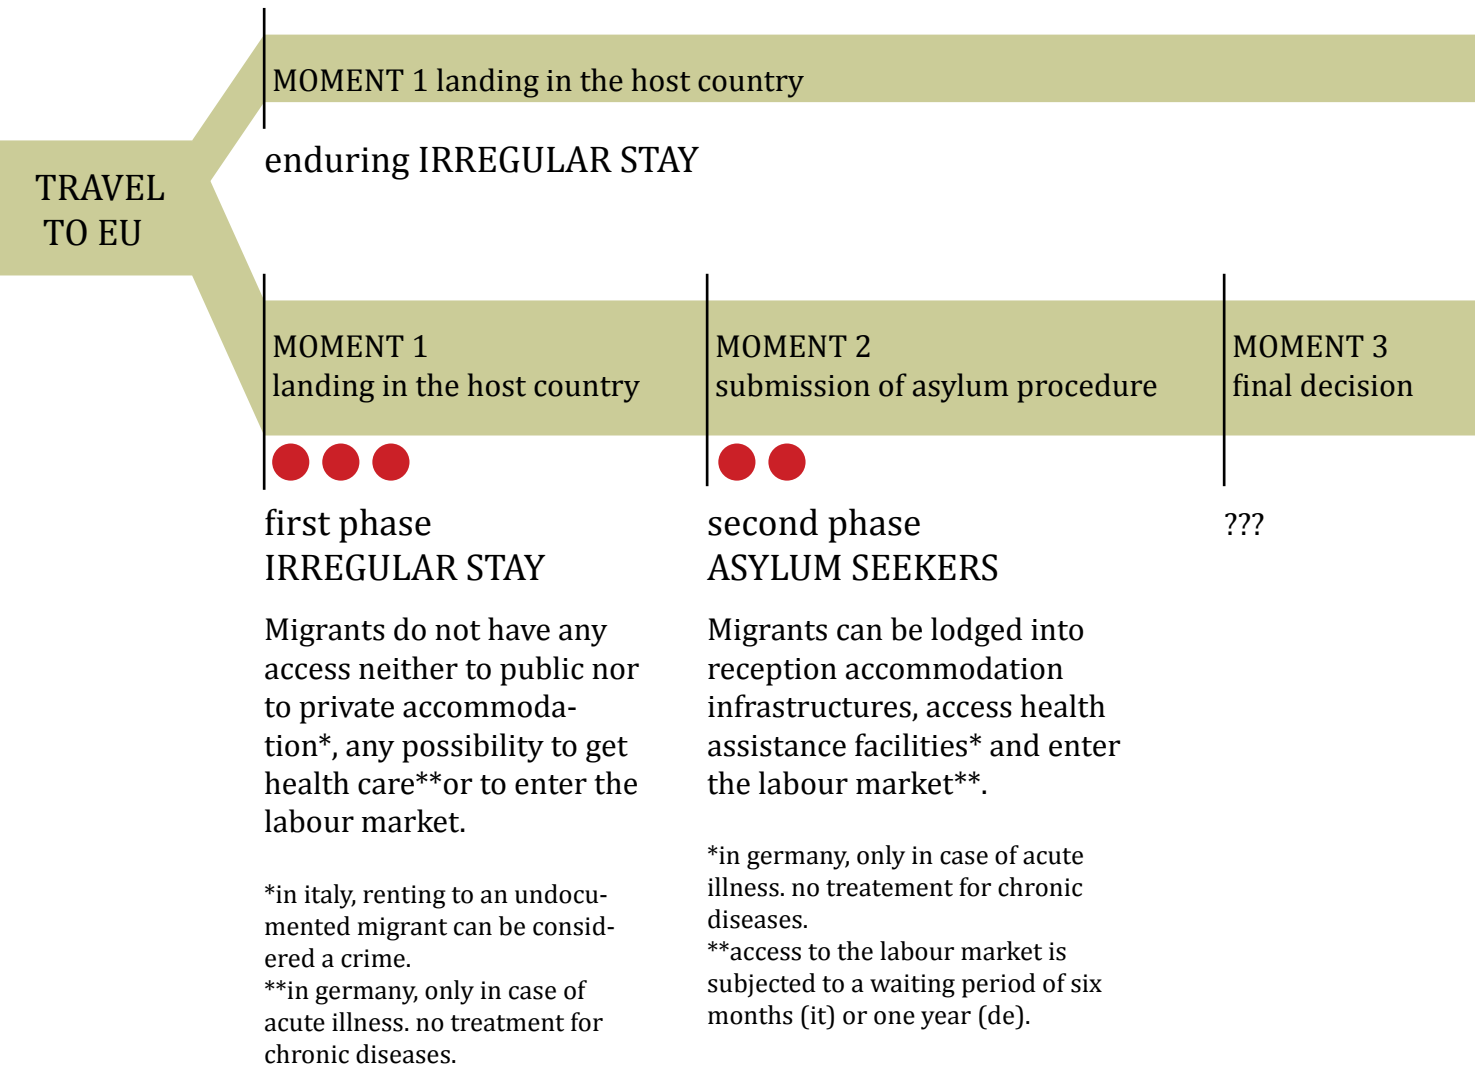 TRAVEL
TO EU
MOMENT 1 landing in the host country
enduring IRREGULAR STAY
MOMENT 1
landing in the host country
first phase
IRREGULAR STAY
Migrants do not have any
access neither to public nor
to private accommoda-
tion*, any possibility to get
health care**or to enter the
labour market.
*in italy, renting to an undocu-
mented migrant can be consid-
ered a crime.
**in germany, only in case of
acute illness. no treatment for
chronic diseases.
MOMENT 2
submission of asylum procedure
second phase
ASYLUM SEEKERS
Migrants can be lodged into
reception accommodation
infrastructures, access health
assistance facilities* and enter
the labour market**.
*in germany, only in case of acute
illness. no treatement for chronic
diseases.
**access to the labour market is
subjected to a waiting period of six
months (it) or one year (de).
MOMENT 3
final decision
???